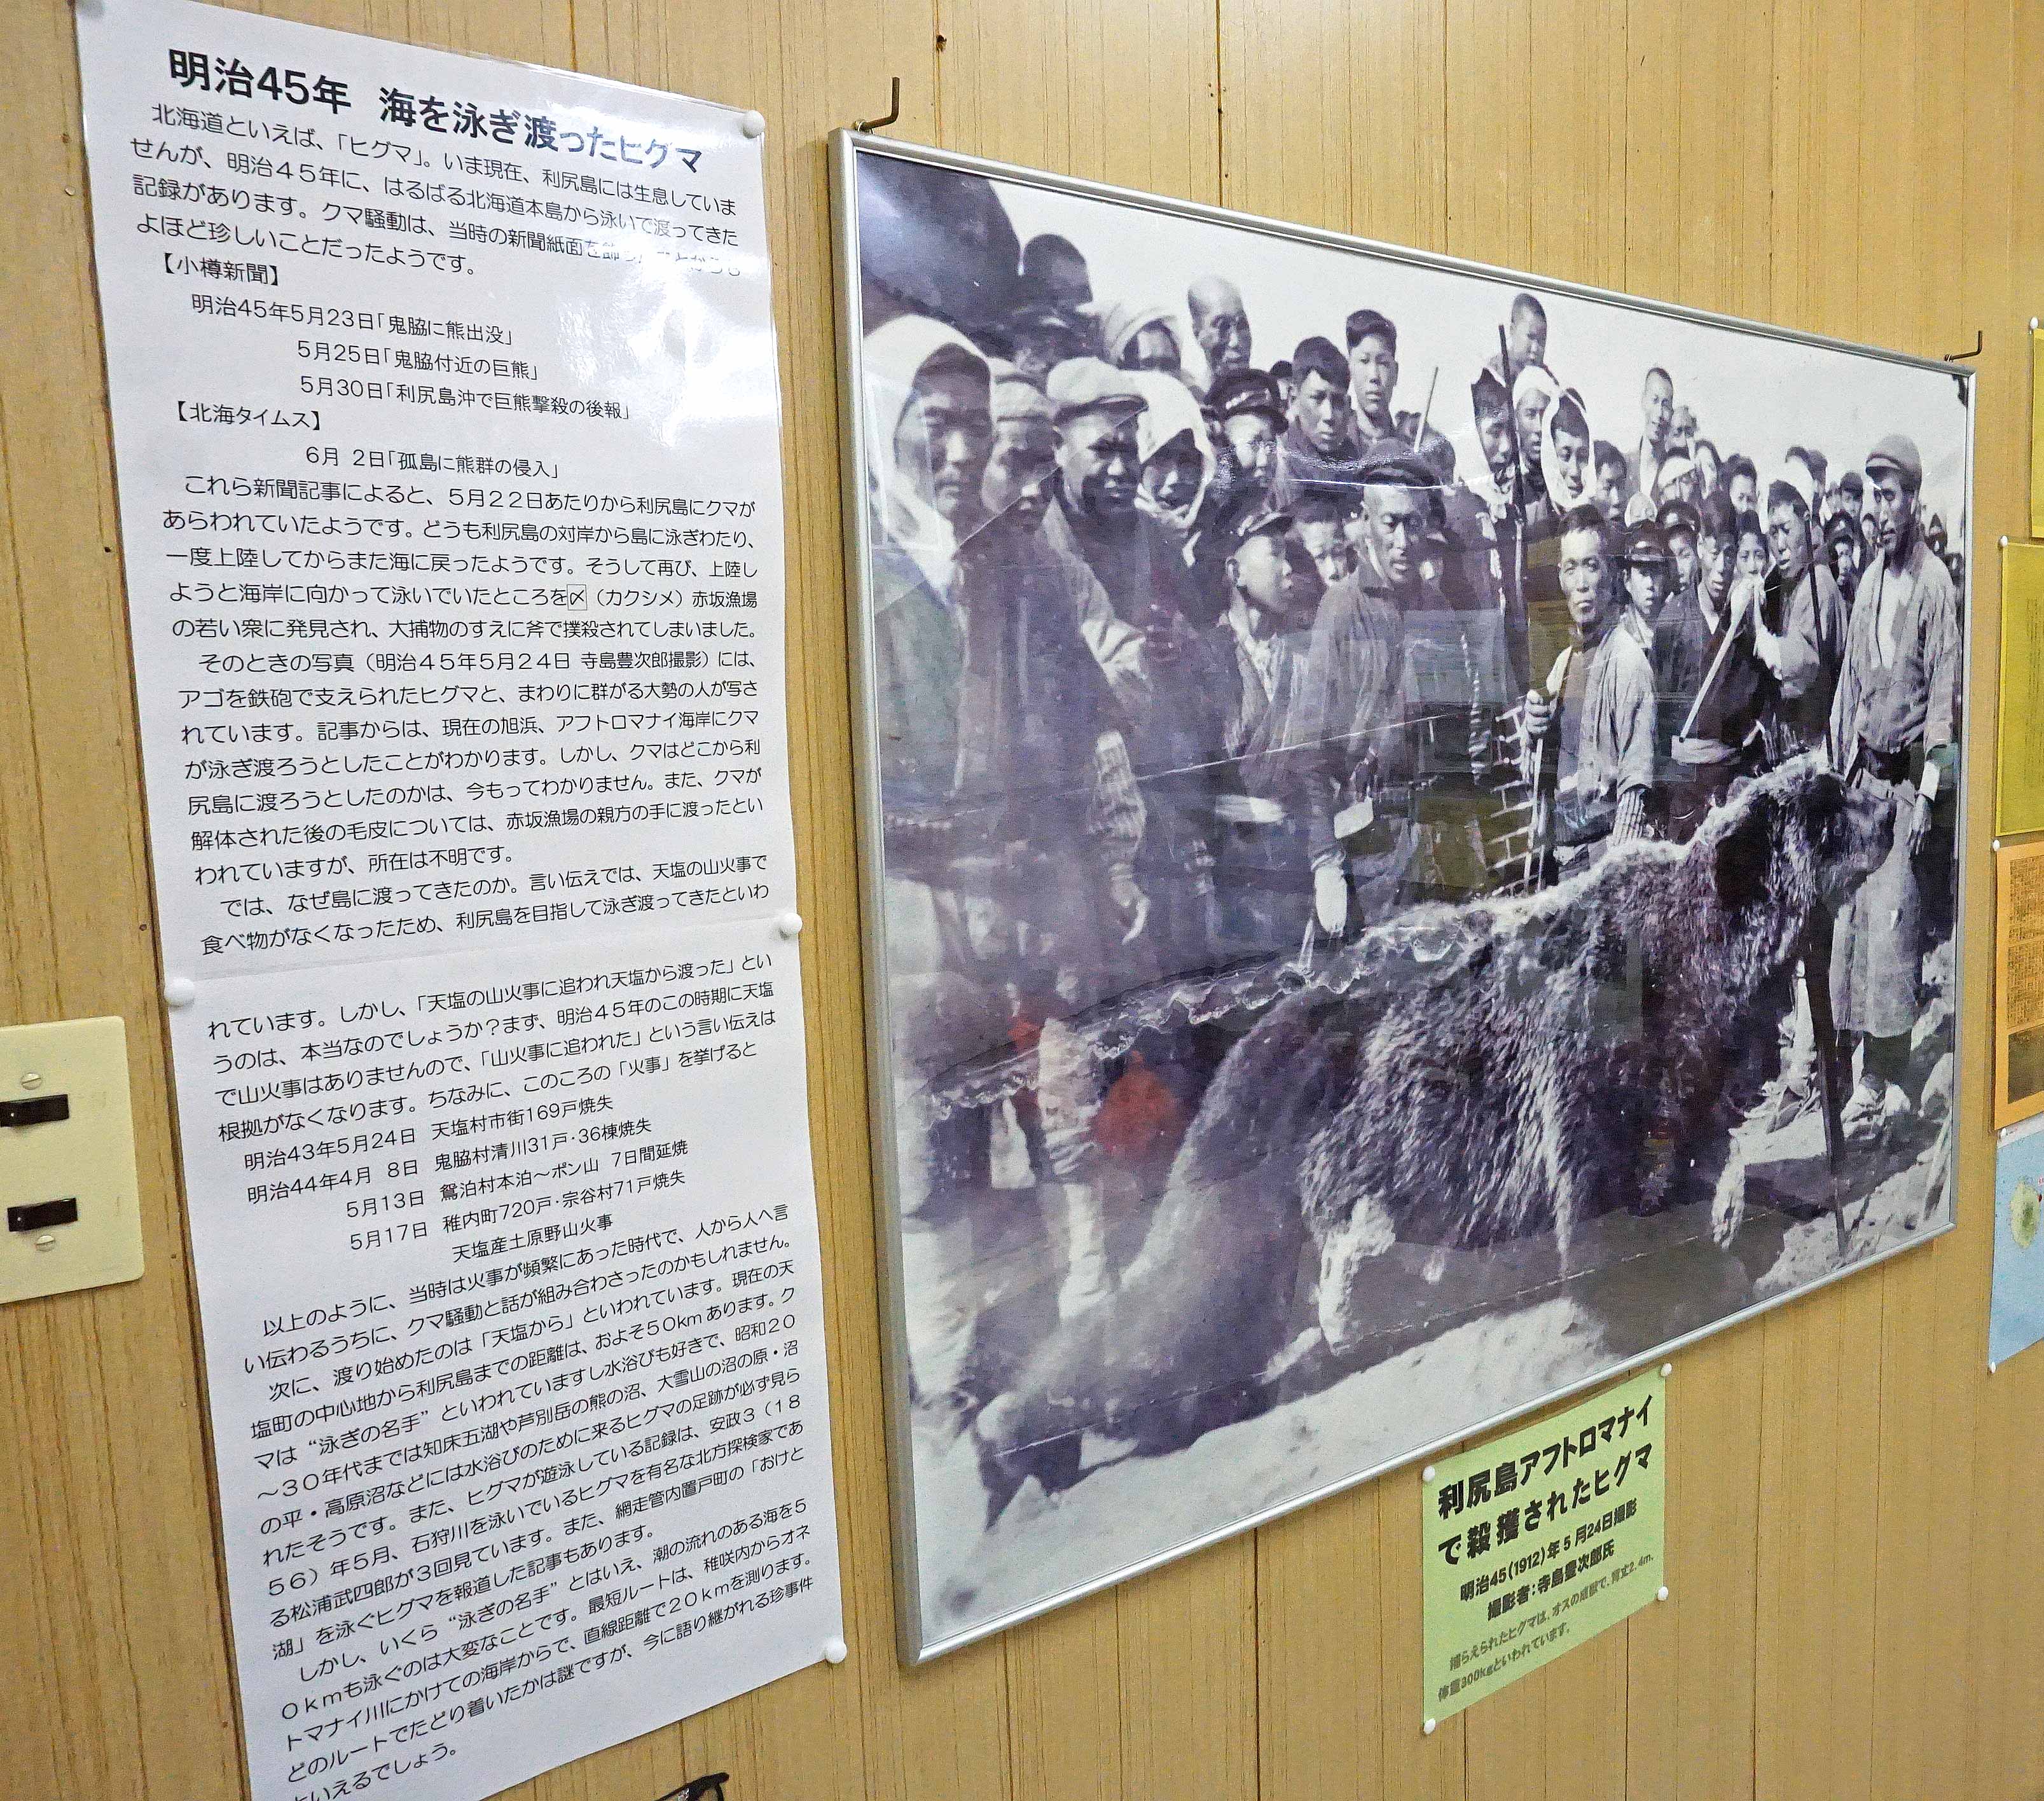 明治45年 海を泳ぎ渡ったヒグマ
北海道といえば、「ヒグマ」。いま現在、利尻島には生息していま
せんが、明治４５年に、はるばる北海道本島から泳いで渡ってきた
記録があります。クマ騒動は、当時の新聞紙面を飾
よほど珍しいことだったようです。
【小樽新聞】
明治45年5月23日「鬼脇に熊出没」
5月25日「鬼脇付近の巨熊」
5月30日「利尻島沖で巨熊撃殺の後報」
【北海タイムス】
6月 2日「孤島に熊群の侵入」
これら新聞記事によると、５月２２日あたりから利尻島にクマが
あらわれていたようです。どうも利尻島の対岸から島に泳ぎわたり、
一度上陸してからまた海に戻ったようです。そうして再び、上陸し
ようと海岸に向かって泳いでいたところを〆（カクシメ）赤坂漁場
の若い衆に発見され、大捕物のすえに斧で撲殺されてしまいました。
そのときの写真（明治４５年５月２４日 寺島豊次郎撮影）には、
アゴを鉄砲で支えられたヒグマと、まわりに群がる大勢の人が写さ
れています。記事からは、現在の旭浜、アフトロマナイ海岸にクマ
が泳ぎ渡ろうとしたことがわかります。しかし、クマはどこから利
尻島に渡ろうとしたのかは、今もってわかりません。また、クマが
解体された後の毛皮については、赤坂漁場の親方の手に渡ったとい
われていますが、所在は不明です。
では、なぜ島に渡ってきたのか。言い伝えでは、天塩の山火事で
食べ物がなくなったため、利尻島を目指して泳ぎ渡ってきたといわ
れています。しかし、「天塩の山火事に追われ天塩から渡った」とい
うのは、本当なのでしょうか？まず、明治４５年のこの時期に天塩
で山火事はありませんので、「山火事に追われた」という言い伝えは
根拠がなくなります。ちなみに、このころの「火事」を挙げると
明治43年5月24日 天塩村市街169戸焼失
明治44年4月 8日 鬼脇村清川31戸・36棟焼失
5月13日 鴛泊村本泊～ポン山 7日間延焼
5月17日 稚内町720戸・宗谷村71戸焼失
天塩産土原野山火事
以上のように、当時は火事が頻繁にあった時代で、人から人へ言
い伝わるうちに、クマ騒動と話が組み合わさったのかもしれません。
次に、渡り始めたのは「天塩から」といわれています。現在の天
塩町の中心地から利尻島までの距離は、およそ５０kmあります。ク
マは“泳ぎの名手”といわれていますし水浴びも好きで、昭和２０
～３０年代までは知床五湖や芦別岳の熊の沼、大雪山の沼の原・沼
の平・高原沼などには水浴びのために来るヒグマの足跡が必ず見ら
れたそうです。また、ヒグマが遊泳している記録は、安政３（１８
５６）年５月、石狩川を泳いでいるヒグマを有名な北方探検家であ
る松浦武四郎が３回見ています。また、網走管内置戸町の「おけと
湖」を泳ぐヒグマを報道した記事もあります。
しかし、いくら“泳ぎの名手”とはいえ、潮の流れのある海を５
０ｋｍも泳ぐのは大変なことです。最短ルートは、稚咲内からオネ
トマナイ川にかけての海岸からで、直線距離で２０ｋｍを測ります。
どのルートでたどり着いたかは謎ですが、今に語り継がれる珍事件
といえるでしょう。
利尻島アフトロマナイ
で殺獲されたヒグマ
明治45(1912)年5月24日撮影
撮影者：寺島豊次郎氏
捕らえられたヒグマは、オスの成獣で、背丈2.4m、
体重300kgといわれています。